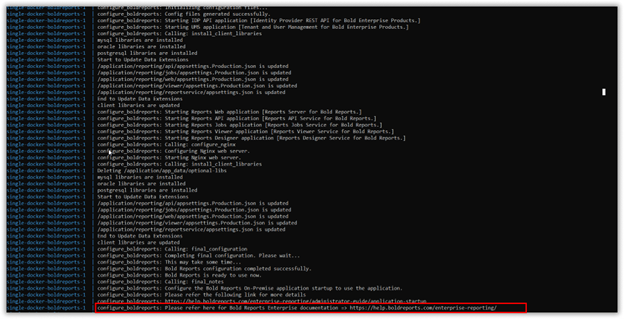 single-docker-boldreports-1 | configure_boldreports: Initializing configuration files...
single-docker-boldreports-1 | configure_boldreports: Config files generated successfully.
single-docker-boldreports-1 | configure_boldreports: Starting IDP API application [Identity Provider REST API for Bold Enterprise Products.]
single-docker-boldreports-1 | configure_boldreports: Starting UMS application [Tenant and User Management for Bold Enterprise Products.]
single-docker-boldreports-1 | configure_boldreports: Calling: install_client_libraries
single-docker-boldreports-1 | mysql libraries are installed
single-docker-boldreports-1 | oracle libraries are installed
single-docker-boldreports-1 | postgresql libraries are installed
single-docker-boldreports-1 | Start to Update Data Extensions
single-docker-boldreports-1 | /application/reporting/api/appsettings.Production.json is updated
single-docker-boldreports-1 | /application/reporting/jobs/appsettings.Production.json is updated
single-docker-boldreports-1 | /application/reporting/web/appsettings.Production.json is updated
single-docker-boldreports-1 | /application/reporting/viewer/appsettings.Production.json is updated
single-docker-boldreports-1 | /application/reporting/reportservice/appsettings.Production.json is updated
single-docker-boldreports-1 | End to Update Data Extensions
single-docker-boldreports-1 | client libraries are updated
single-docker-boldreports-1 | configure_boldreports: Starting Reports Web application [Reports Server for Bold Reports.]
single-docker-boldreports-1 | configure_boldreports: Starting Reports API application [Reports API Service for Bold Reports.]
single-docker-boldreports-1 | configure_boldreports: Starting Reports Jobs application [Reports Jobs Service for Bold Reports.]
single-docker-boldreports-1 | configure_boldreports: Starting Reports Viewer application [Reports Viewer Service for Bold Reports.]
single-docker-boldreports-1 | configure_boldreports: Starting Reports Designer application [Reports Designer Service for Bold Reports.]
single-docker-boldreports-1 | configure_boldreports: Calling: configure_nginx
single-docker-boldreports-1 | configure_boldreports: Configuring Nginx web server.
single-docker-boldreports-1 | configure_boldreports: Starting Nginx web server.
single-docker-boldreports-1 | configure_boldreports: Calling: install_client_libraries
single-docker-boldreports-1 | Deleting /application/app_data/optional-libs
single-docker-boldreports-1 | mysql libraries are installed
single-docker-boldreports-1 | oracle libraries are installed
single-docker-boldreports-1 | postgresql libraries are installed
single-docker-boldreports-1 | Start to Update Data Extensions
single-docker-boldreports-1 | /application/reporting/api/appsettings.Production.json is updated
single-docker-boldreports-1 | /application/reporting/jobs/appsettings.Production.json is updated
single-docker-boldreports-1 | /application/reporting/web/appsettings.Production.json is updated
single-docker-boldreports-1 | /application/reporting/viewer/appsettings.Production.json is updated
single-docker-boldreports-1 | /application/reporting/reportservice/appsettings.Production.json is updated
single-docker-boldreports-1 | End to Update Data Extensions
single-docker-boldreports-1 | client libraries are updated
single-docker-boldreports-1 | configure_boldreports: Calling: final_configuration
single-docker-boldreports-1 | configure_boldreports: Completing final configuration. Please wait...
single-docker-boldreports-1 | configure_boldreports: This may take some time...
single-docker-boldreports-1 | configure_boldreports: Bold Reports configuration completed successfully.
single-docker-boldreports-1 | configure_boldreports: Bold Reports is ready to use now.
single-docker-boldreports-1 | configure_boldreports: Calling: final_notes
single-docker-boldreports-1 | configure_boldreports: Configure the Bold Reports On-Premise application startup to use the application.
single-docker-boldreports-1 | configure_boldreports: Please refer the following link for more details
single-docker-boldreports-1 | configure_boldreports: https://help.boldreports.com/enterprise-reporting/administrator-guide/application-startup
single-docker-boldreports-1 | configure_boldreports: Please refer here for Bold Reports Enterprise documentation => https://help.boldreports.com/enterprise-reporting/